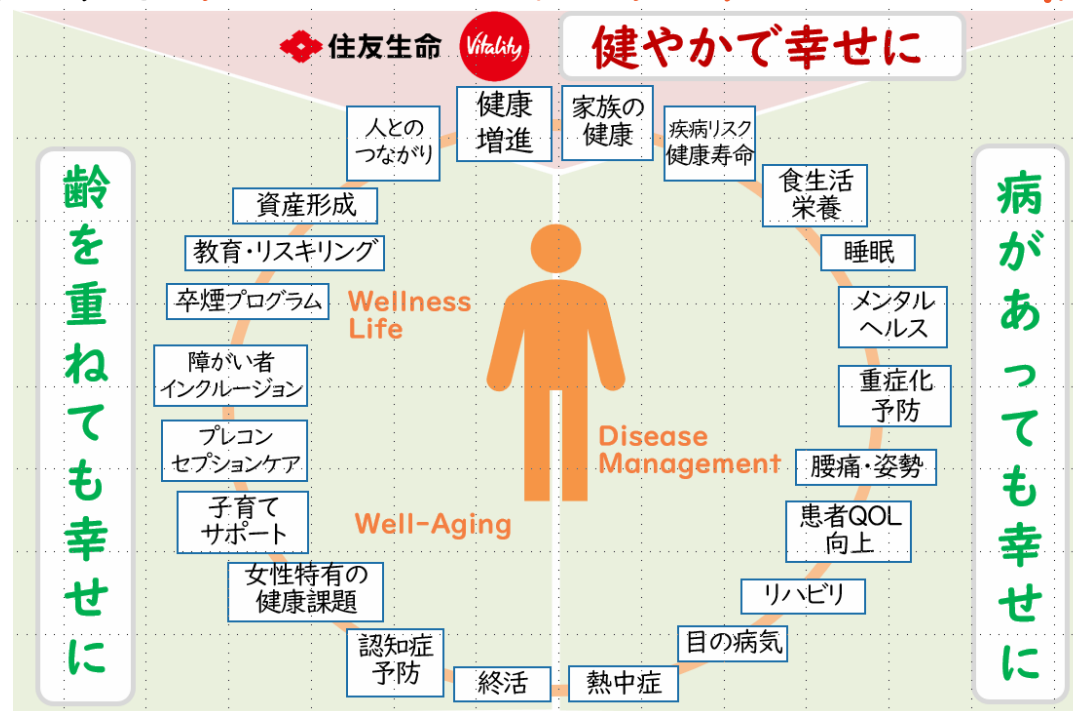 住友生命
Vitality
健やかで幸せに
健康
増進
家族の
健康
疾病リスク
健康寿命
食生活
栄養
睡眠
メンタル
ヘルス
重症化
予防
腰痛・姿勢
患者QOL
向上
リハビリ
目の病気
熱中症
終活
認知症
予防
女性特有の
健康課題
子育て
サポート
プレコン
セプションケア
障がい者
インクルージョン
卒煙プログラム
教育・リスキリング
資産形成
人との
つながり
Wellness
Life
Disease
Management
Well-Aging
齢を重ねても幸せに
病があっても幸せに